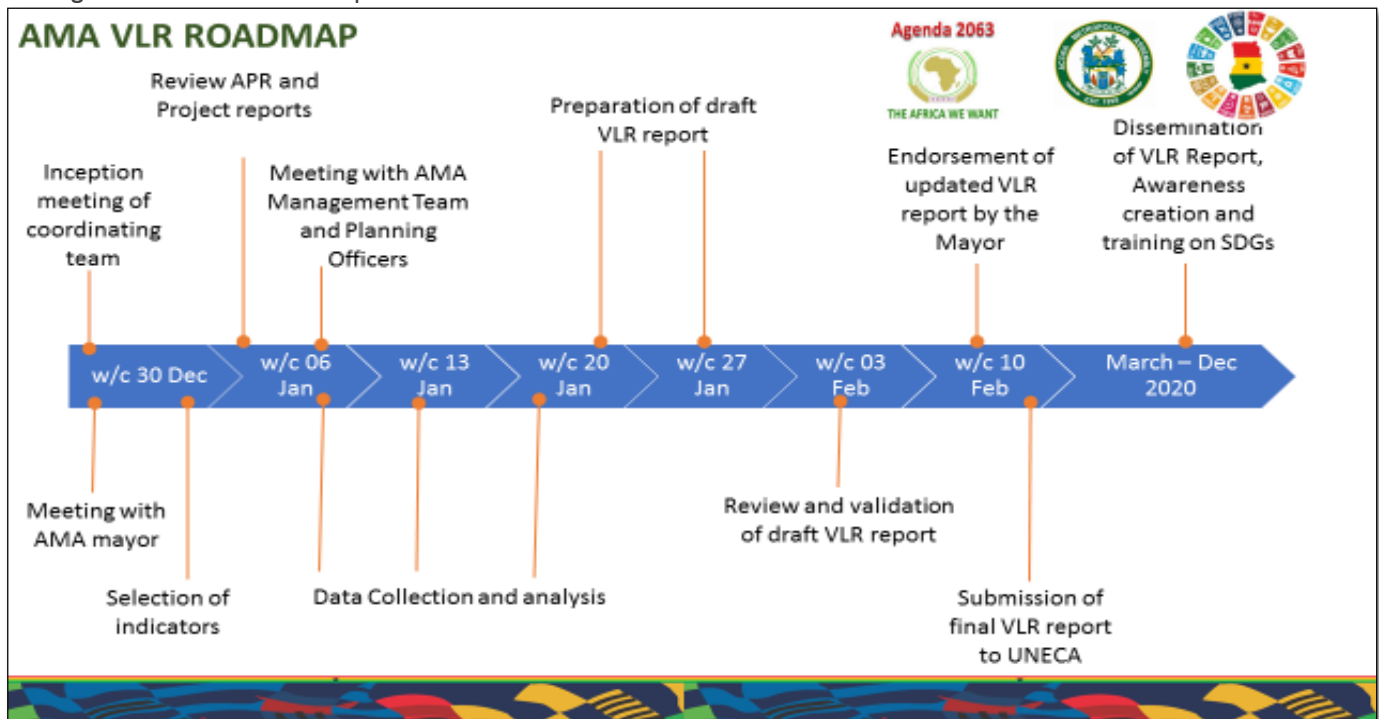 AMA VLR ROADMAP
Agenda 2063
THE AFRICA WE WANT
ACCRA METROPOLITAN ASSEMBLY
Review APR and
Project reports
Inception
meeting of
coordinating
team
Meeting with AMA
Management Team
and Planning
Officers
Preparation of draft
VLR report
Endorsement of
updated VLR
report by the
Mayor
Dissemination
of VLR Report,
Awareness
creation and
training on SDGs
w/c 30 Dec
w/c 06
Jan
w/c 13
Jan
w/c 20
Jan
w/c 27
Jan
w/c 03
Feb
w/c 10
Feb
March – Dec
2020
Meeting with
AMA mayor
Selection of
indicators
Data Collection and analysis
Review and validation
of draft VLR report
Submission of
final VLR report
to UNECA